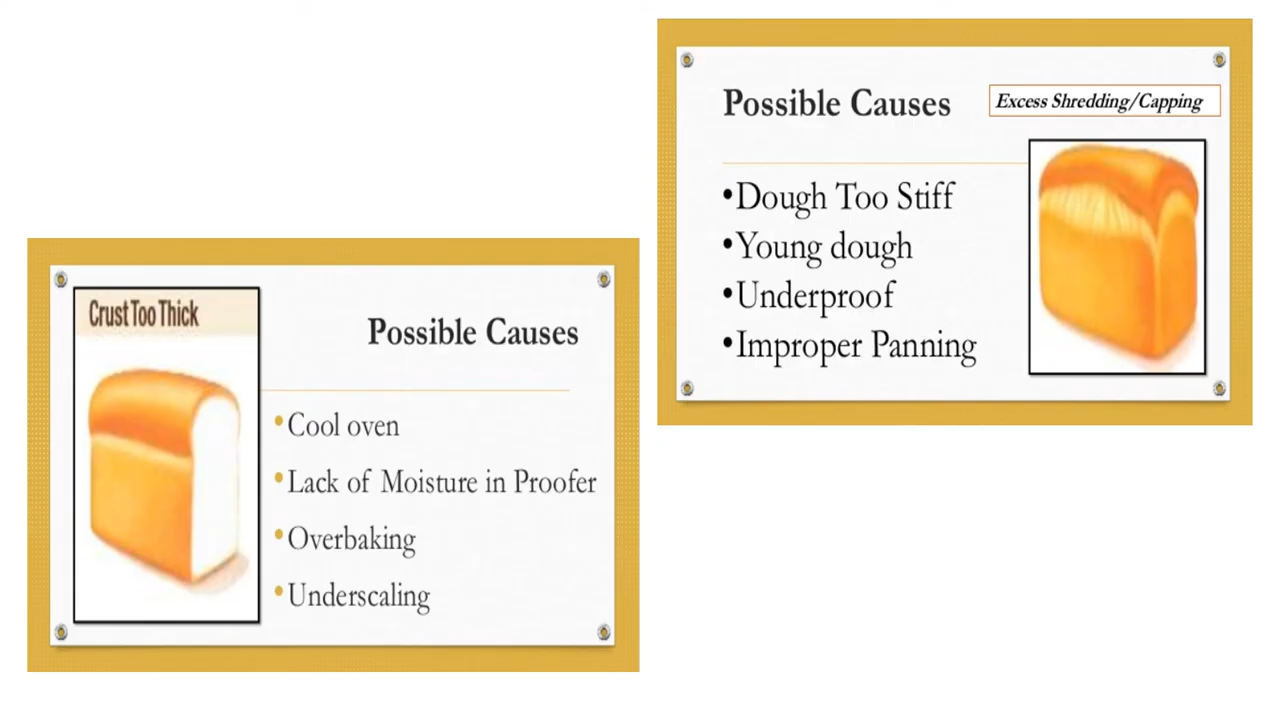 Crust Too Thick
Possible Causes
•Cool oven
•Lack of Moisture in Proofer
•Overbaking
•Underscaling
Possible Causes
Excess Shredding/Capping
•Dough Too Stiff
•Young dough
•Underproof
•Improper Panning